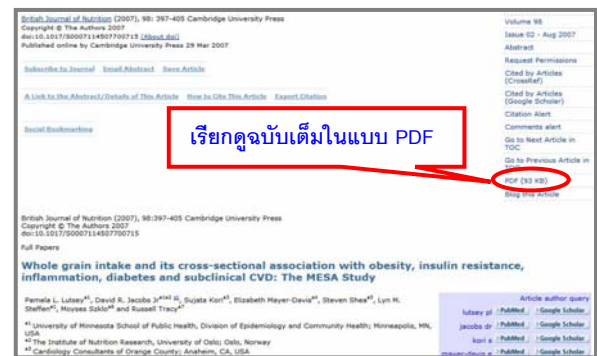 British Journal of Nutrition (2007), 98: 397-405 Cambridge University Press
Copyright © The Authors 2007
doi:10.1017/S0007114507700715 (About doi)
Published online by Cambridge University Press 29 Mar 2007
Subscribe to Journal Email Abstract Save Article
A Link to the Abstract/Details of This Article How to Cite This Article Export Citation
Social Bookmarking
Volume 98
Issue 02 - Aug 2007
Abstract
Request Permissions
Cited by Articles
(CrossRef)
Cited by Articles
(Google Scholar)
Citation Alert
Comments alert
Go to Next Article in
TOC
Go to Previous Article in
TOC
PDF (93 KB)
Blog This Article
เรียกดูฉบับเต็มในแบบ PDF
British Journal of Nutrition (2007), 98:397-405 Cambridge University Press
Copyright © The Authors 2007
doi:10.1017/S0007114507700715
Full Papers
Whole grain intake and its cross-sectional association with obesity, insulin resistance,
inflammation, diabetes and subclinical CVD: The MESA Study
Pamela L. Lutsey, David R. Jacobs Jr, Sujata Kori, Elizabeth Mayer-Davis, Steven Shea, Lyn M.
Steffen, Moyses Szklo and Russell Tracy
University of Minnesota School of Public Health, Division of Epidemiology and Community Health; Minneapolis, MN,
USA
The Institute of Nutrition Research, University of Oslo; Oslo, Norway
Cardiology Consultants of Orange County; Anaheim, CA, USA
Article author query
lutsey pl PubMed Google Scholar
jacobs dr PubMed Google Scholar
kori s PubMed Google Scholar
mayer-davis e PubMed Google Scholar